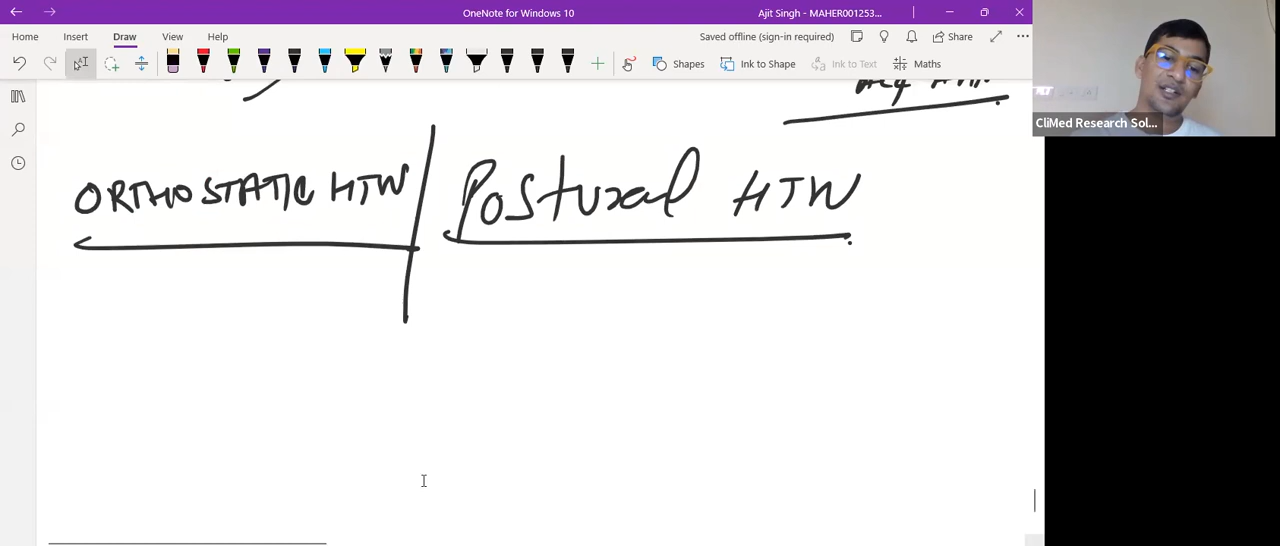 OneNote for Windows 10
Ajit Singh - MAHER001253...
Home Insert Draw View Help
Saved offline (sign-in required) Share
Shapes Ink to Shape Ink to Text Maths
CliMed Research Sol...
ORTHOSTATIC HTN / Postural HTN